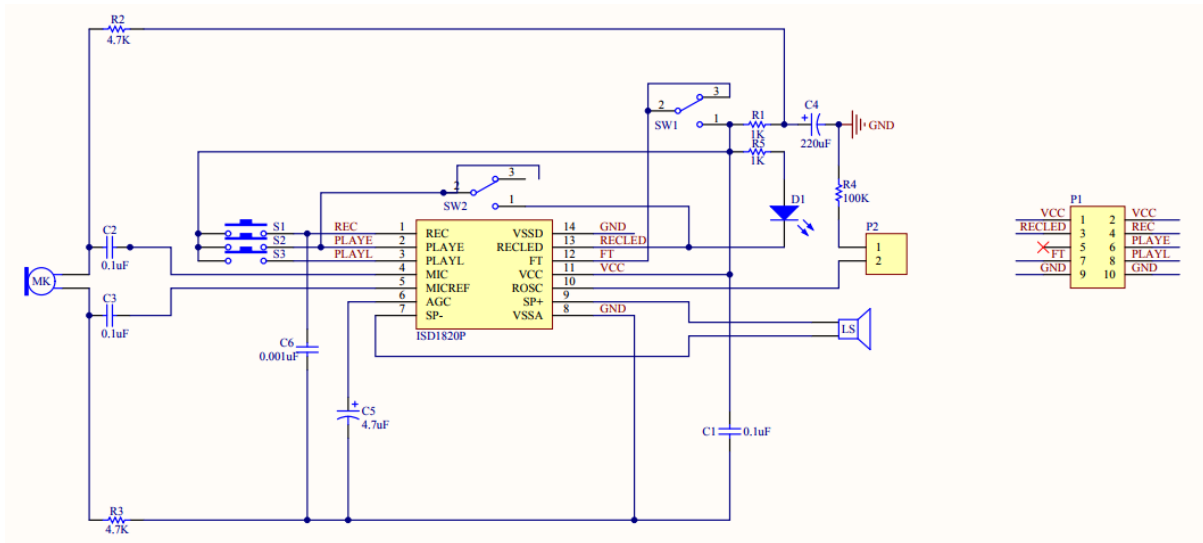 R2
4.7K
2
3
SW1
1
R1
1K
R5
1K
C4
+
220uF
GND
R4
100K
D1
P2
1
2
2
3
SW2
1
S1
S2
S3
REC
PLAYE
PLAYL
1
2
3
4
5
6
7
REC
PLAYE
PLAYL
MIC
MICREF
AGC
SP-
VSSD
RECLED
FT
VCC
ROSC
SP+
VSSA
14
13
12
11
10
9
8
GND
RECLED
FT
VCC
GND
ISD1820P
C2
0.1uF
MK
C3
0.1uF
C6
0.001uF
+
C5
4.7uF
C1
0.1uF
LS
R3
4.7K
P1
VCC 1 2 VCC
RECLED 3 4 REC
5 6 PLAYE
FT 7 8 PLAYL
GND 9 10 GND